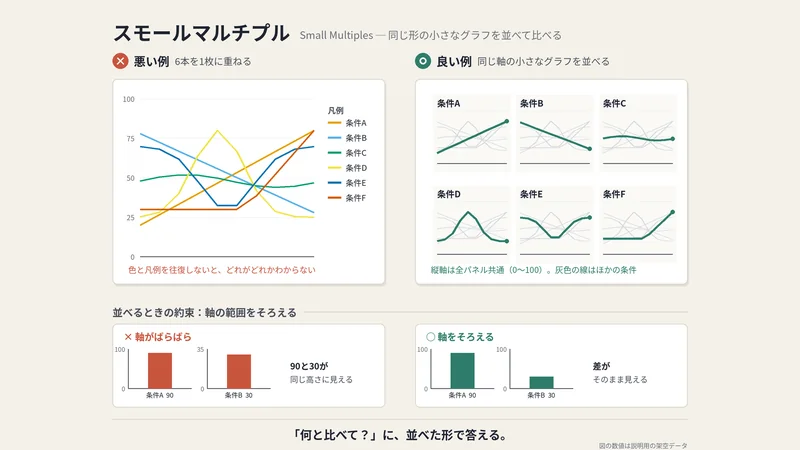 スモールマルチプル Small Multiples — 同じ形の小さなグラフを並べて比べる
悪い例 6本を1枚に重ねる
100
75
50
25
0
凡例
条件A
条件B
条件C
条件D
条件E
条件F
色と凡例を往復しないと、どれがどれかわからない
良い例 同じ軸の小さなグラフを並べる
条件A
条件B
条件C
条件D
条件E
条件F
縦軸は全パネル共通（0〜100）。灰色の線はほかの条件
並べるときの約束：軸の範囲をそろえる
× 軸がばらばら
100
0
条件A 90
35
0
条件B 30
90と30が
同じ高さに見える
○ 軸をそろえる
100
0
条件A 90
100
0
条件B 30
差が
そのまま見える
「何と比べて？」に、並べた形で答える。
図の数値は説明用の架空データ